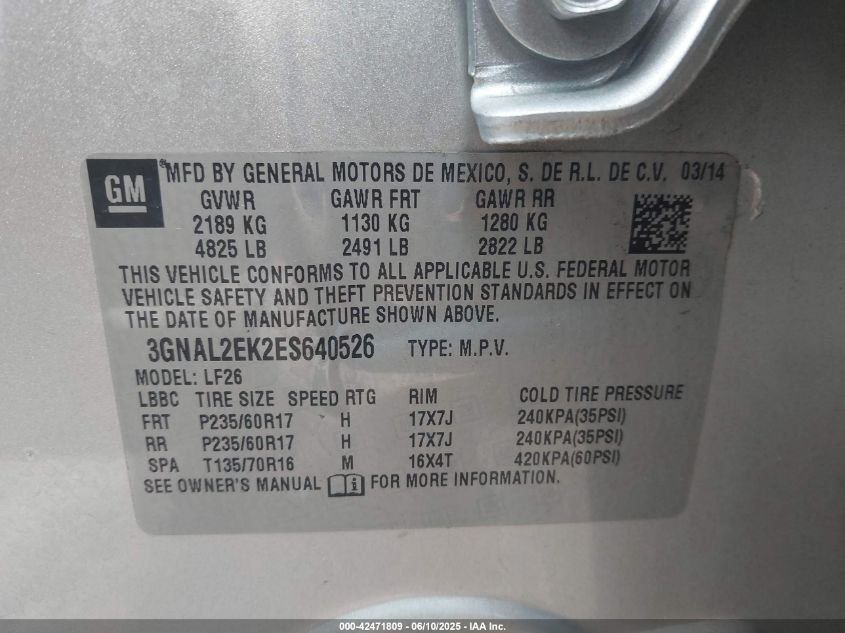 GM
MFD BY GENERAL MOTORS DE MEXICO, S. DE R.L. DE C.V. 03/14
GVWR GAWR FRT GAWR RR
2189 KG 1130 KG 1280 KG
4825 LB 2491 LB 2822 LB
THIS VEHICLE CONFORMS TO ALL APPLICABLE U.S. FEDERAL MOTOR
VEHICLE SAFETY AND THEFT PREVENTION STANDARDS IN EFFECT ON
THE DATE OF MANUFACTURE SHOWN ABOVE.
3GNAL2EK2ES640526 TYPE: M.P.V.
MODEL: LF26
LBBC TIRE SIZE SPEED RTG RIM COLD TIRE PRESSURE
FRT P235/60R17 H 17X7J 240KPA(35PSI)
RR P235/60R17 H 17X7J 240KPA(35PSI)
SPA T135/70R16 M 16X4T 420KPA(60PSI)
SEE OWNER'S MANUAL i FOR MORE INFORMATION.
000-42471809 - 06/10/2025 - IAA Inc.